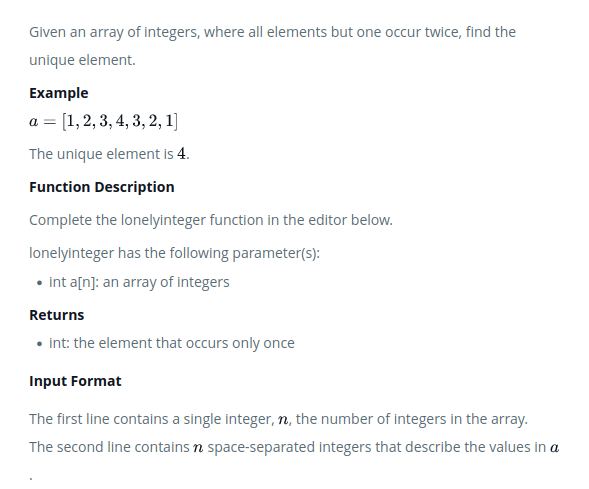 Given an array of integers, where all elements but one occur twice, find the
unique element.
Example
a = [1, 2, 3, 4, 3, 2, 1]
The unique element is 4.
Function Description
Complete the lonelyinteger function in the editor below.
lonelyinteger has the following parameter(s):
• int a[n]: an array of integers
Returns
• int: the element that occurs only once
Input Format
The first line contains a single integer, n, the number of integers in the array.
The second line contains n space-separated integers that describe the values in a
.